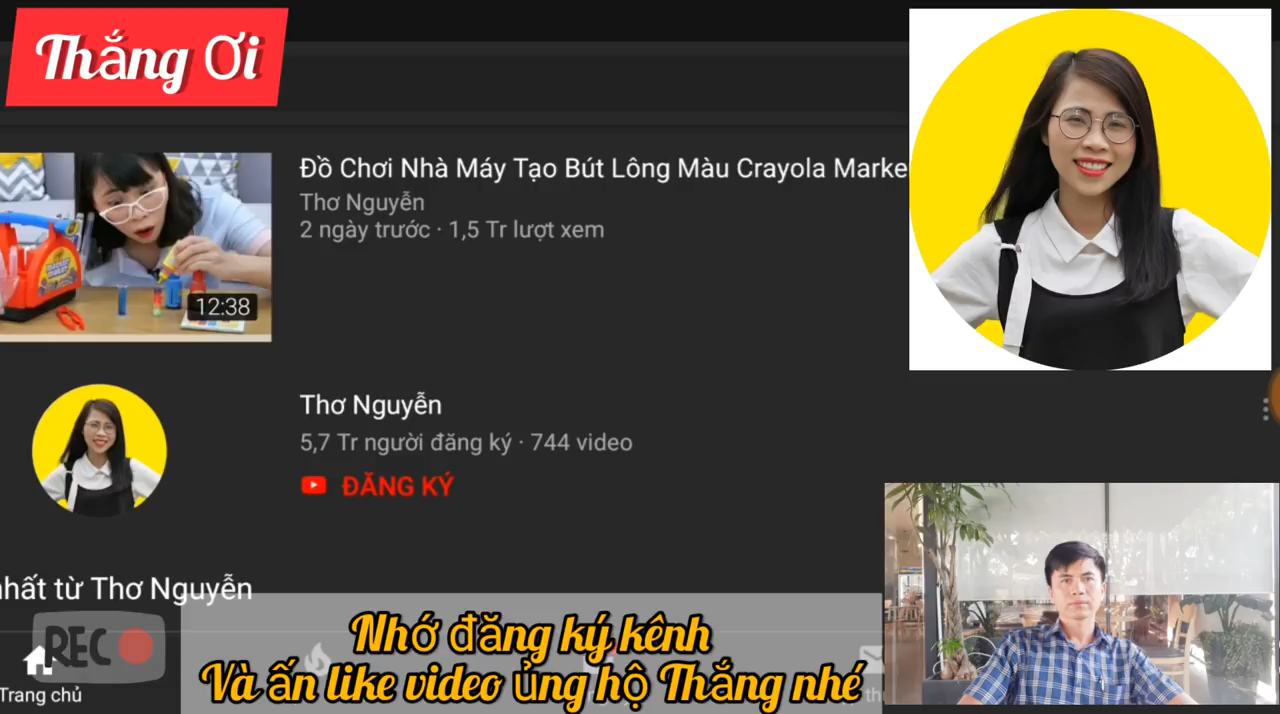 Thắng Ơi
Đồ Chơi Nhà Máy Tạo Bút Lông Màu Crayola Marke
Thơ Nguyễn
2 ngày trước · 1,5 Tr lượt xem
12:38
Thơ Nguyễn
5,7 Tr người đăng ký · 744 video
ĐĂNG KÝ
nhất từ Thơ Nguyễn
REC
Nhớ đăng ký kênh
Và ấn like video ủng hộ Thắng nhé
Trang chủ